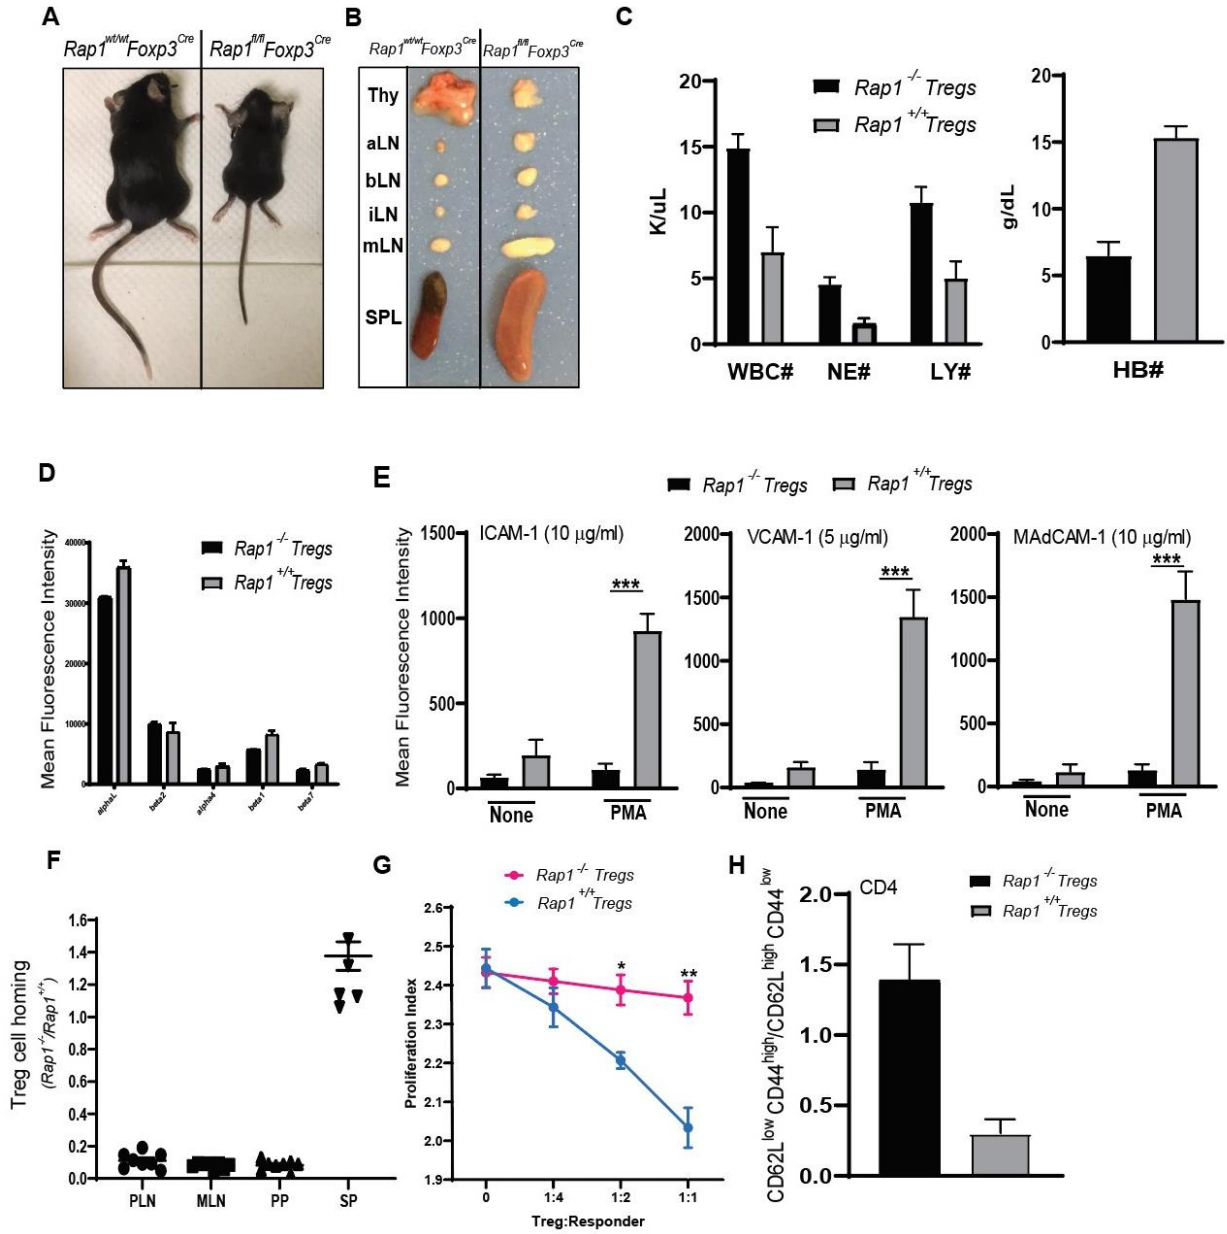 A
Rap1wt/wtFoxp3Cre
Rap1fl/flFoxp3Cre
B
Rap1wt/wtFoxp3Cre
Rap1fl/flFoxp3Cre
Thy
aLN
bLN
iLN
mLN
SPL
C
Rap1-/-Tregs
Rap1+/+Tregs
K/uL
20
15
10
5
0
WBC#
NE#
LY#
g/dL
20
15
10
5
0
HB#
D
Rap1-/-Tregs
Rap1+/+Tregs
Mean Fluorescence Intensity
40000
30000
20000
10000
0
alphaL
beta2
alpha4
beta1
beta7
E
Rap1-/-Tregs
Rap1+/+Tregs
Mean Fluorescence Intensity
ICAM-1 (10 μg/ml)
1500
1000
500
0
***
None
PMA
VCAM-1 (5 μg/ml)
2000
1500
1000
500
0
***
None
PMA
MAdCAM-1 (10 μg/ml)
2000
1500
1000
500
0
***
None
PMA
F
Treg cell homing
(Rap1-/-/Rap1+/+)
1.6
1.4
1.2
1.0
0.8
0.6
0.4
0.2
0.0
PLN
MLN
PP
SP
G
Rap1-/- Tregs
Rap1+/+Tregs
Proliferation Index
2.6
2.5
2.4
2.3
2.2
2.1
2.0
1.9
*
**
0
1:4
1:2
1:1
Treg:Responder
H
CD4
Rap1-/-Tregs
Rap1+/+Tregs
CD62Llow CD44high/CD62Lhigh CD44low
2.0
1.5
1.0
0.5
0.0